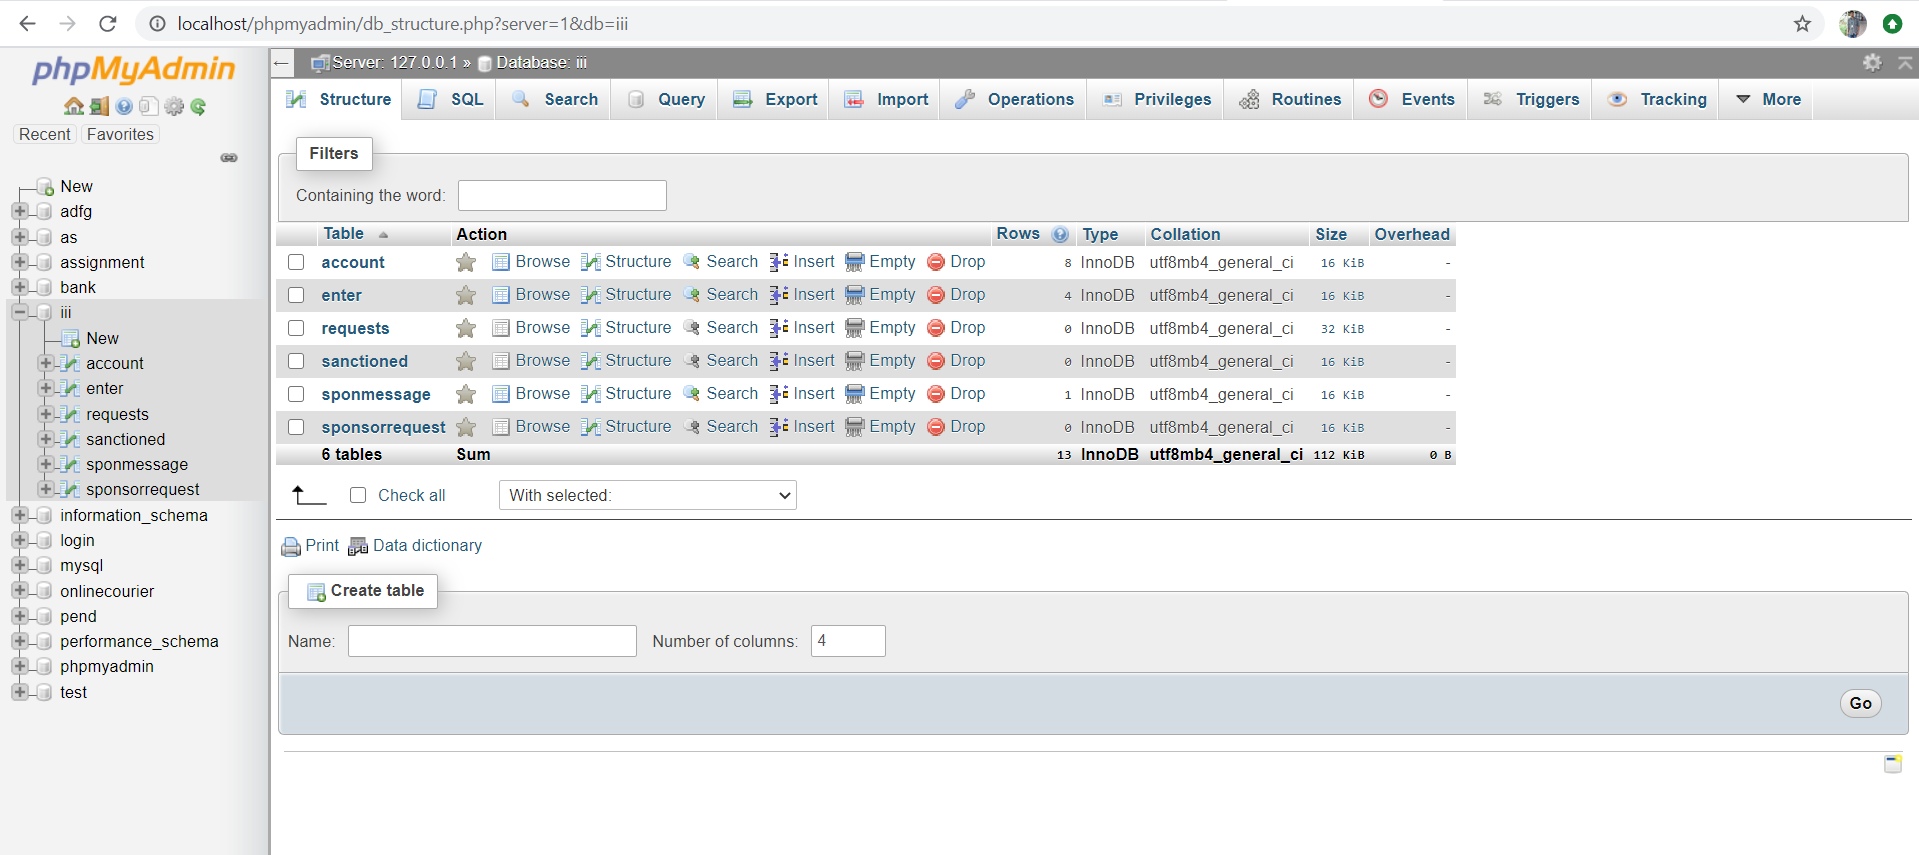 localhost/phpmyadmin/db_structure.php?server=1&db=iii
phpMyAdmin
Recent Favorites
New
adfg
as
assignment
bank
iii
New
account
enter
requests
sanctioned
sponmessage
sponsorrequest
information_schema
login
mysql
onlinecourier
pend
performance_schema
phpmyadmin
test
Server: 127.0.0.1 » Database: iii
Structure SQL Search Query Export Import Operations Privileges Routines Events Triggers Tracking More
Filters
Containing the word:
Table Action Rows Type Collation Size Overhead
account Browse Structure Search Insert Empty Drop 8 InnoDB utf8mb4_general_ci 16 KiB -
enter Browse Structure Search Insert Empty Drop 4 InnoDB utf8mb4_general_ci 16 KiB -
requests Browse Structure Search Insert Empty Drop 0 InnoDB utf8mb4_general_ci 32 KiB -
sanctioned Browse Structure Search Insert Empty Drop 0 InnoDB utf8mb4_general_ci 16 KiB -
sponmessage Browse Structure Search Insert Empty Drop 1 InnoDB utf8mb4_general_ci 16 KiB -
sponsorrequest Browse Structure Search Insert Empty Drop 0 InnoDB utf8mb4_general_ci 16 KiB -
6 tables Sum 13 InnoDB utf8mb4_general_ci 112 KiB 0 B
Check all With selected:
Print Data dictionary
Create table
Name: Number of columns: 4
Go